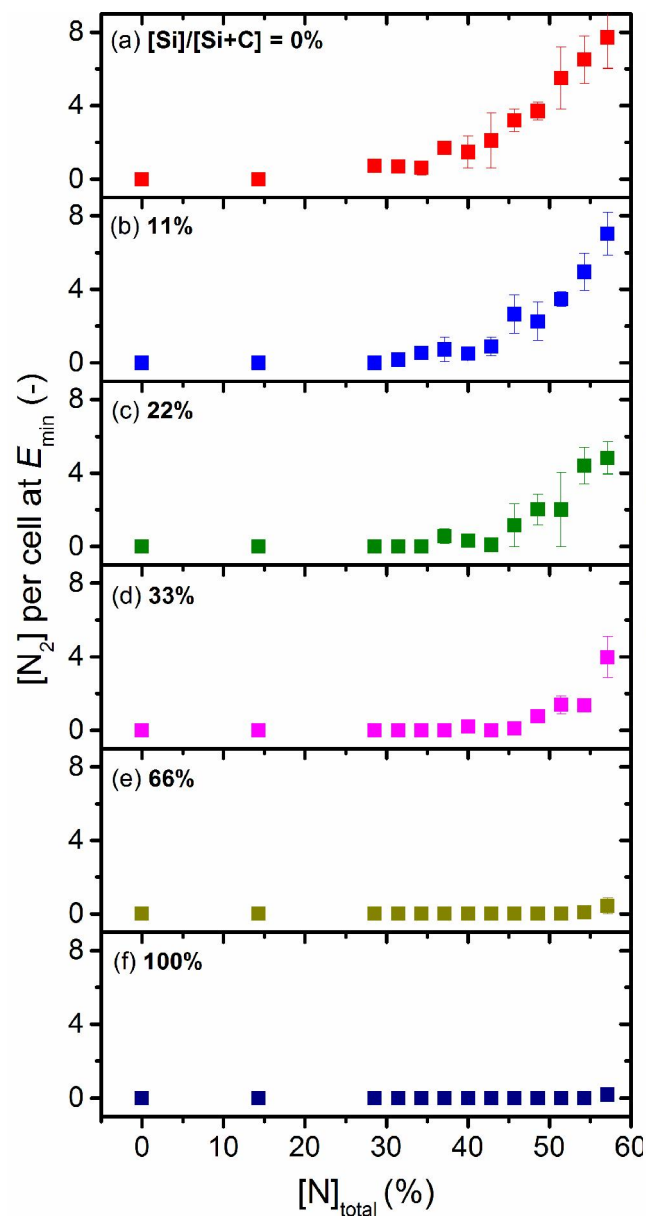 (a) [Si]/[Si+C] = 0%
8
4
0
(b) 11%
8
4
0
(c) 22%
8
4
0
(d) 33%
8
4
0
(e) 66%
8
4
0
(f) 100%
8
4
0
0 10 20 30 40 50 60
[N]total (%)
[N2] per cell at Emin (-)